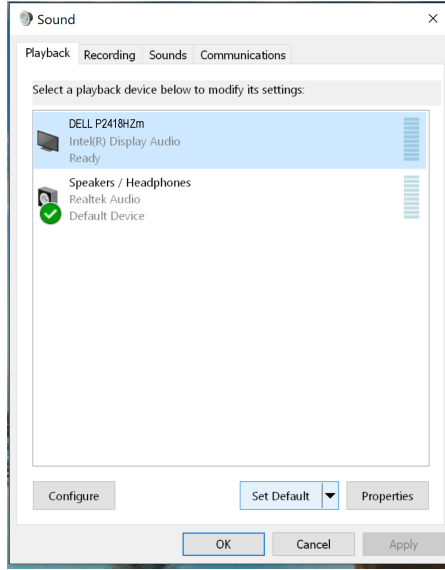 Sound
Playback Recording Sounds Communications
Select a playback device below to modify its settings:
DELL P2418HZm
Intel(R) Display Audio
Ready
Speakers / Headphones
Realtek Audio
Default Device
Configure Set Default Properties
OK Cancel Apply